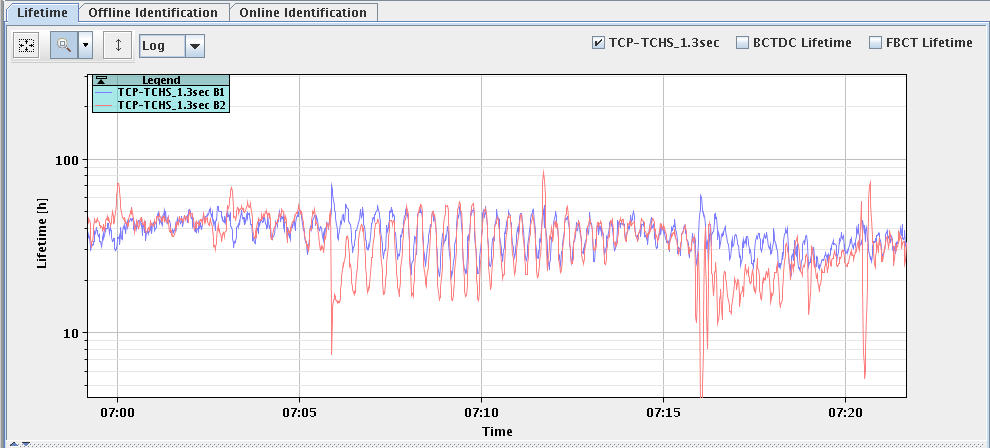 Lifetime Offline Identification Online Identification
Log TCP-TCHS_1.3sec BCTDC Lifetime FBCT Lifetime
Legend
TCP-TCHS_1.3sec B1
TCP-TCHS_1.3sec B2
100
10
Lifetime [h]
07:00 07:05 07:10 07:15 07:20
Time